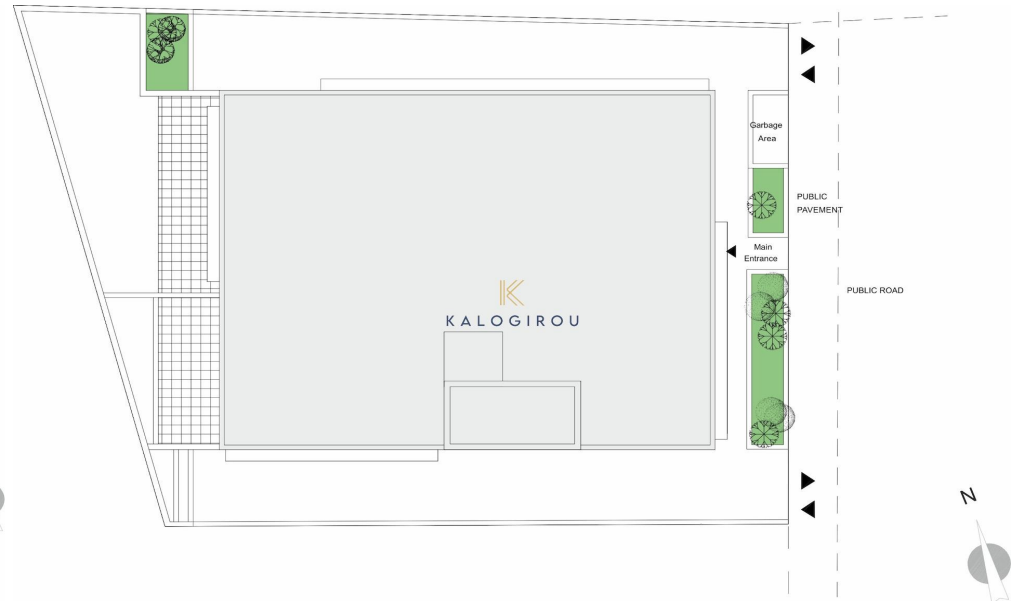 Garbage
Area
PUBLIC
PAVEMENT
Main
Entrance
PUBLIC ROAD
KALOGIROU
N